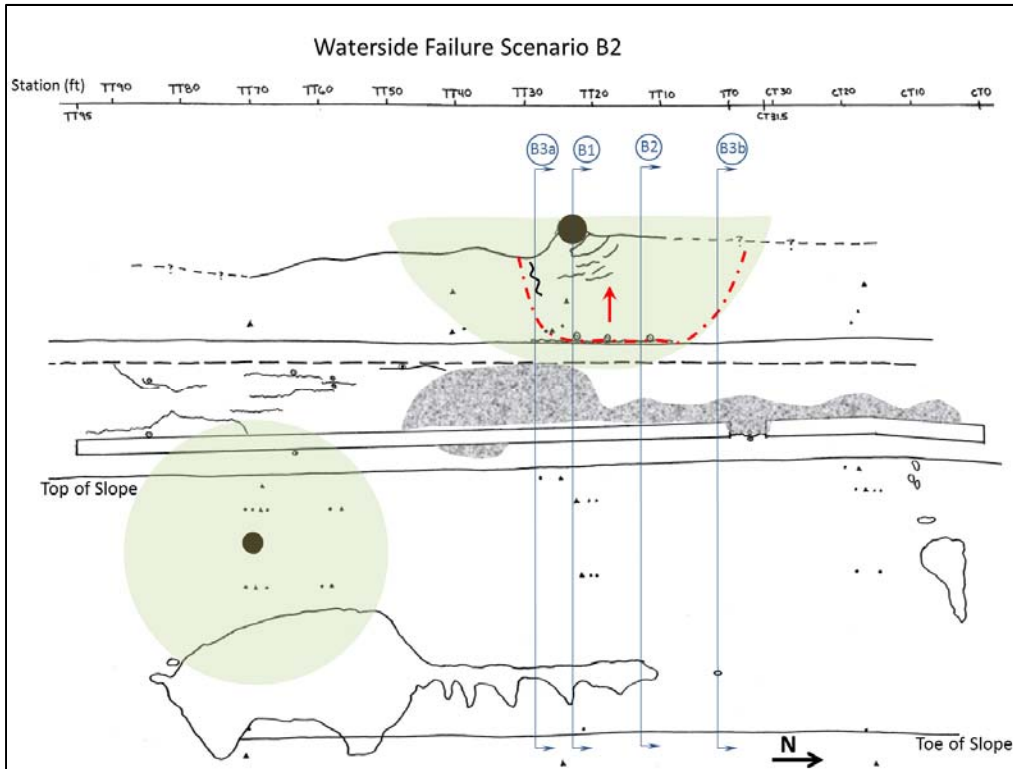 Waterside Failure Scenario B2
Station (ft) TT90 TT80 TT70 TT60 TT50 TT40 TT30 TT20 TT10 TT0 CT30 CT20 CT10 CT0
TT95 CT31.5
B3a B1 B2 B3b
? ? ? ?
Top of Slope
N
Toe of Slope